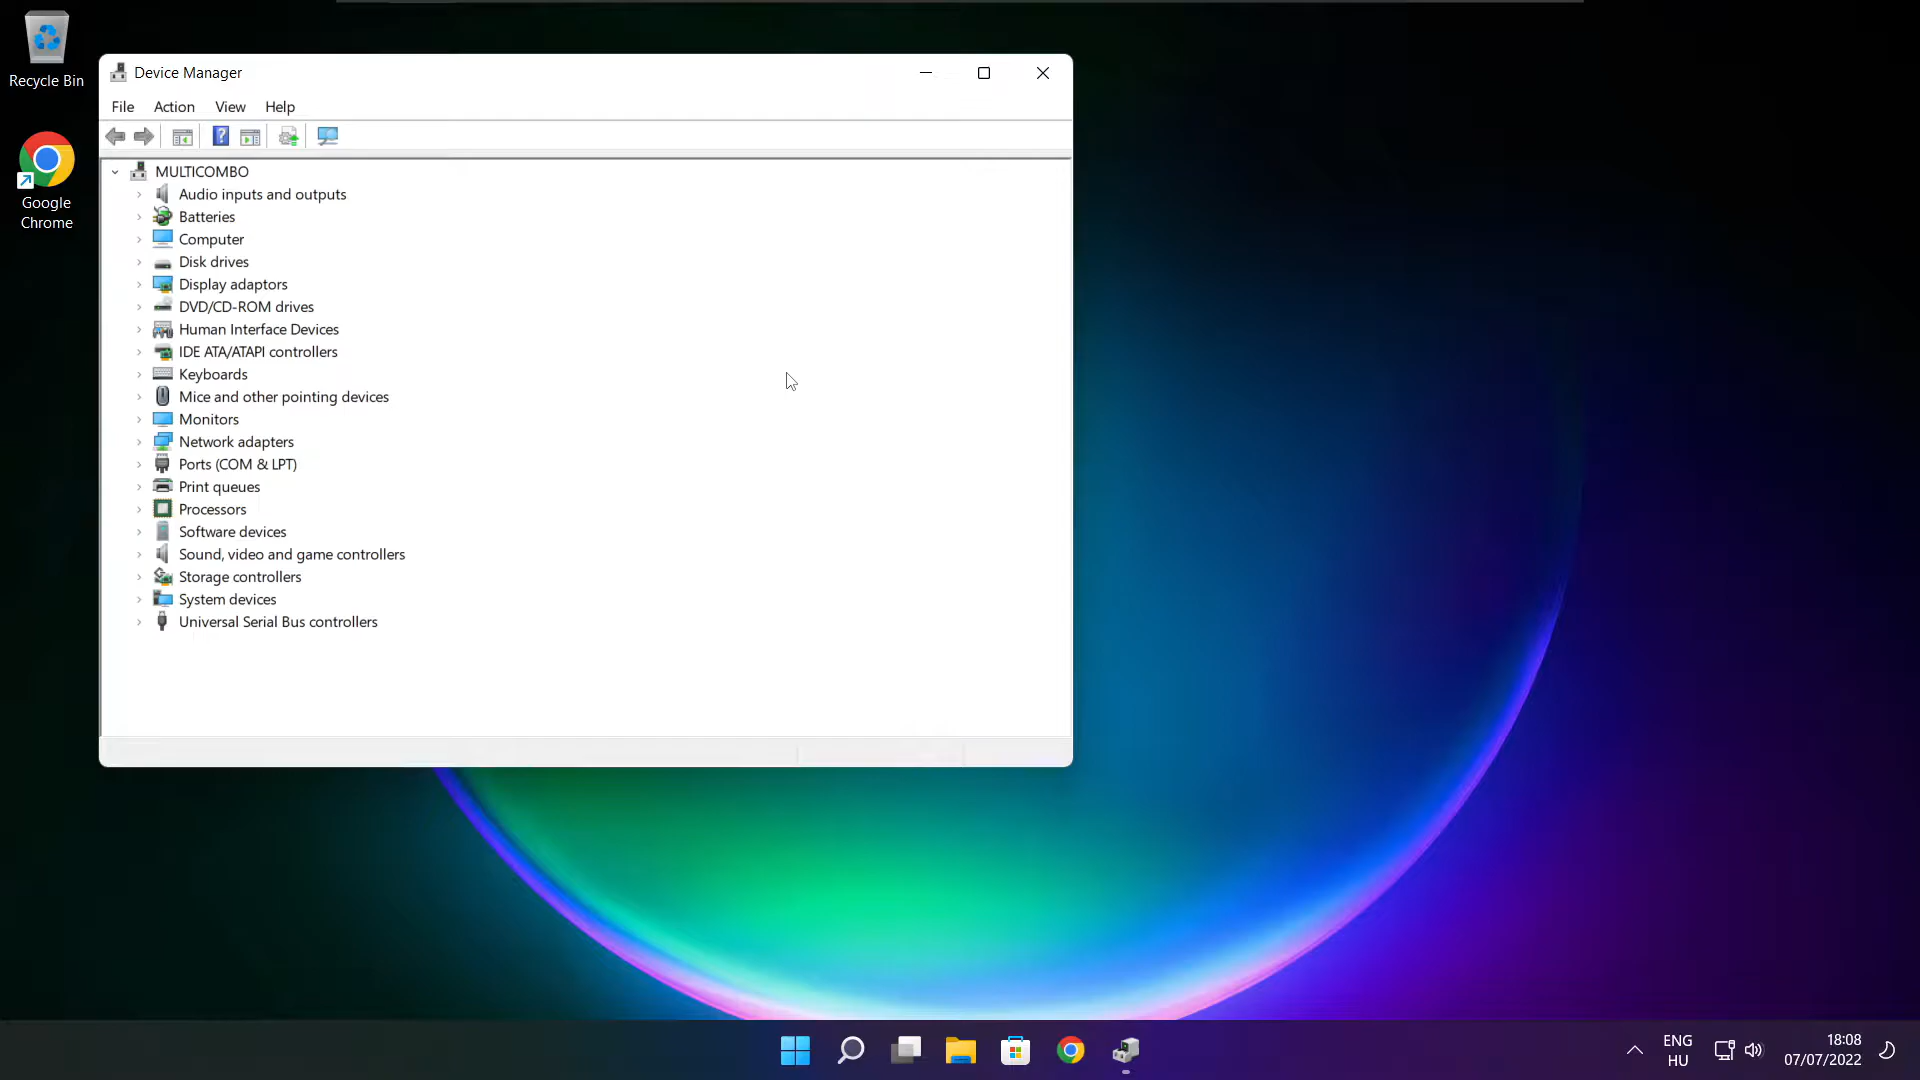 Recycle Bin
Google
Chrome
Device Manager
File Action View Help
MULTICOMBO
Audio inputs and outputs
Batteries
Computer
Disk drives
Display adaptors
DVD/CD-ROM drives
Human Interface Devices
IDE ATA/ATAPI controllers
Keyboards
Mice and other pointing devices
Monitors
Network adapters
Ports (COM & LPT)
Print queues
Processors
Software devices
Sound, video and game controllers
Storage controllers
System devices
Universal Serial Bus controllers
ENG
HU
18:08
07/07/2022